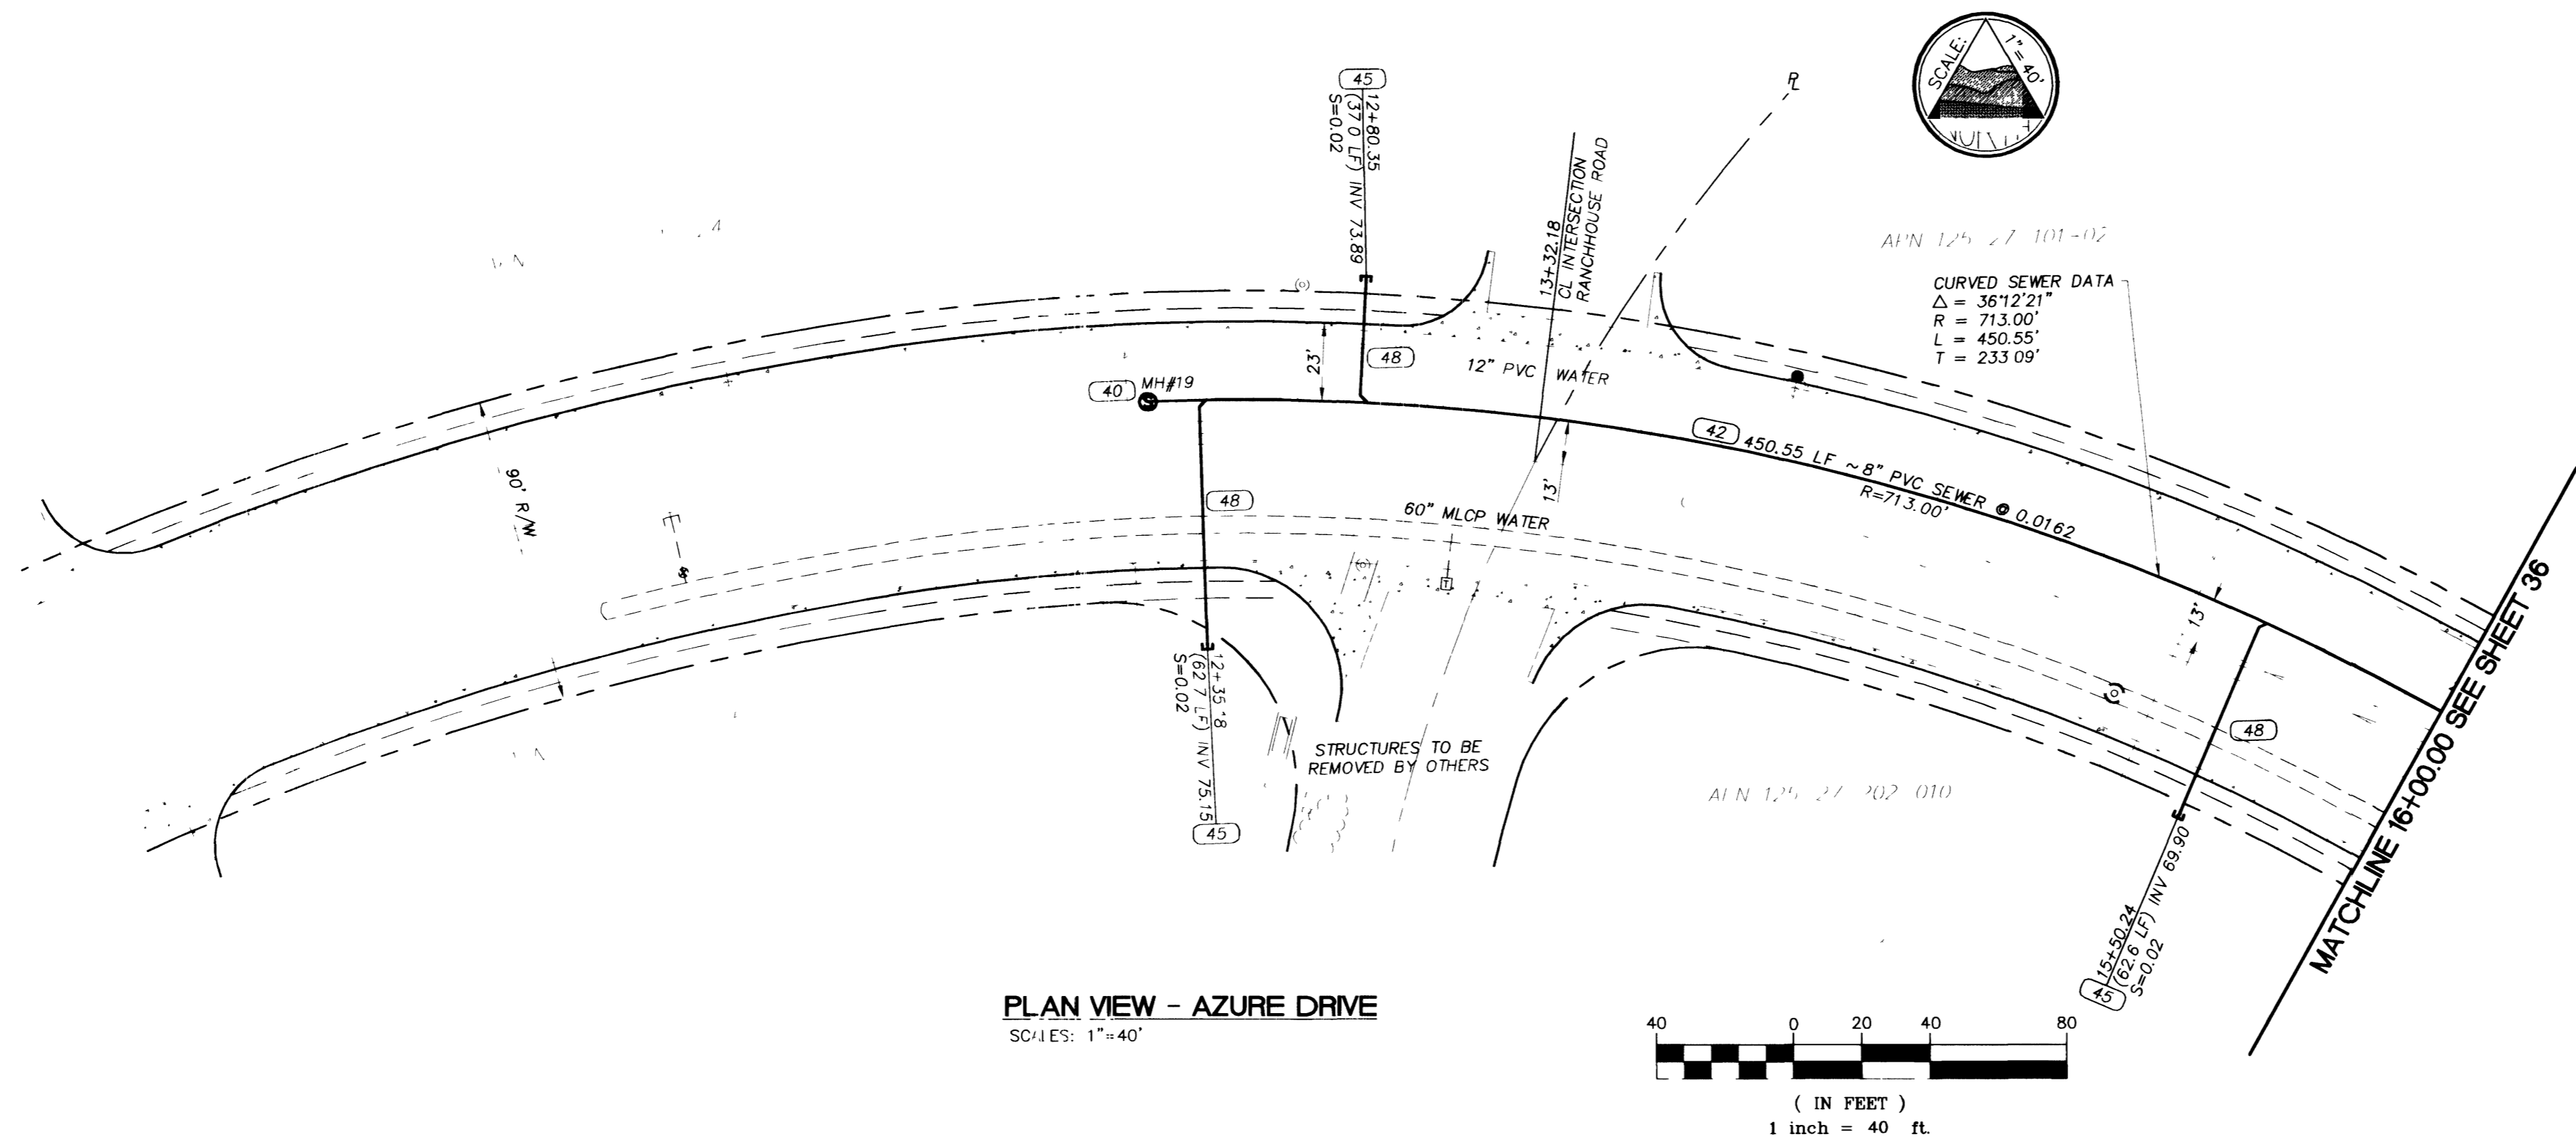 SCALE: 1"=40'
℞
45
12+80.35
(37 0 LF) INV 73.89
S=0.02
13+32.18
CL INTERSECTION
RANCHHOUSE ROAD
APN 125 27 101-02
CURVED SEWER DATA
Δ = 36°12'21"
R = 713.00'
L = 450.55'
T = 233 09'
23'
48
12" PVC WATER
40
MH#19
42
450.55 LF ~8" PVC SEWER @ 0.0162
R=713.00'
90' R/W
48
13'
60" MLCP WATER
T
13'
12+35 18
(62 7 LF) INV 75.15
S=0.02
45
STRUCTURES TO BE
REMOVED BY OTHERS
48
15+50.24
(62.6 LF) INV 69.90
S=0.02
45
MATCHLINE 16+00.00 SEE SHEET 36
PLAN VIEW - AZURE DRIVE
SCALES: 1"=40'
40 0 20 40 80
( IN FEET )
1 inch = 40 ft.